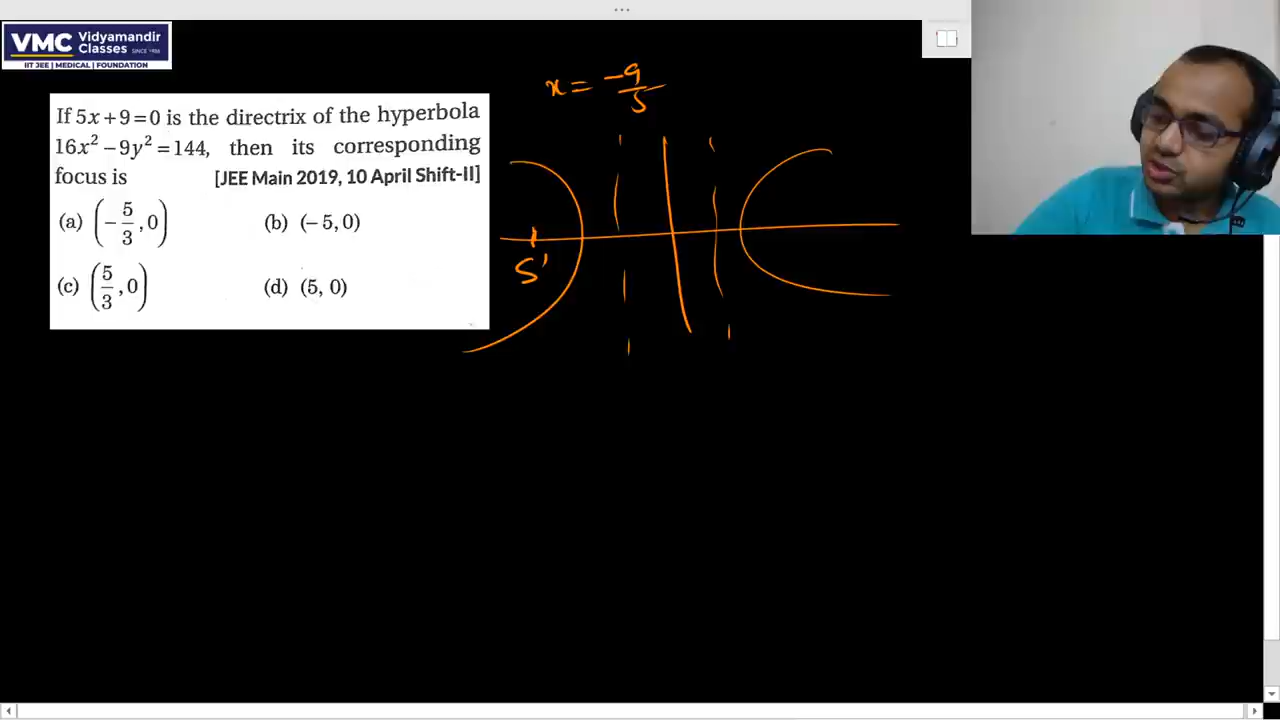 VMC Vidyamandir Classes SINCE 1986
IIT JEE | MEDICAL | FOUNDATION
x = -9/5
If 5x + 9 = 0 is the directrix of the hyperbola
16x² − 9y² = 144, then its corresponding
focus is [JEE Main 2019, 10 April Shift-II]
(a) (−5/3, 0) (b) (− 5, 0)
(c) (5/3, 0) (d) (5, 0)
S'